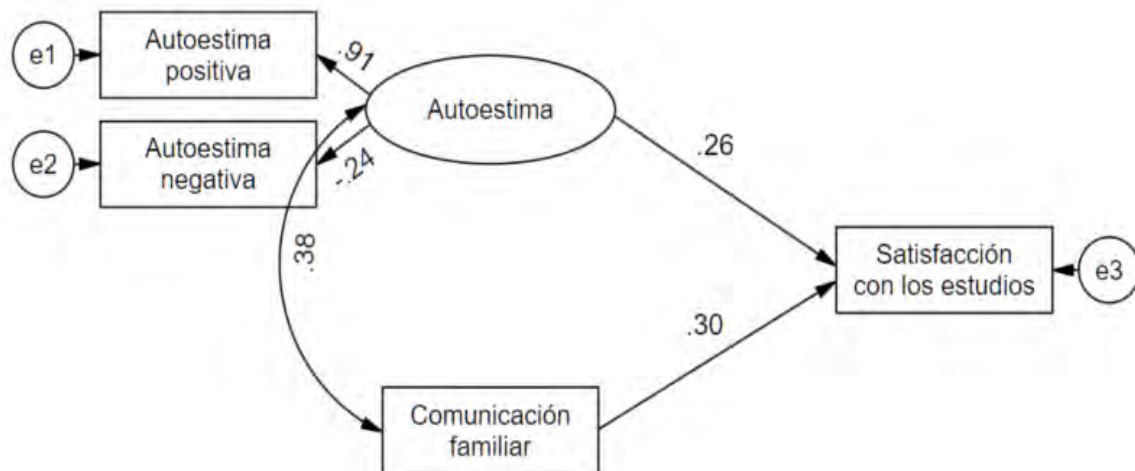 e1
Autoestima
positiva
.91
Autoestima
e2
Autoestima
negativa
-.24
.26
.38
Satisfacción
con los estudios
e3
.30
Comunicación
familiar